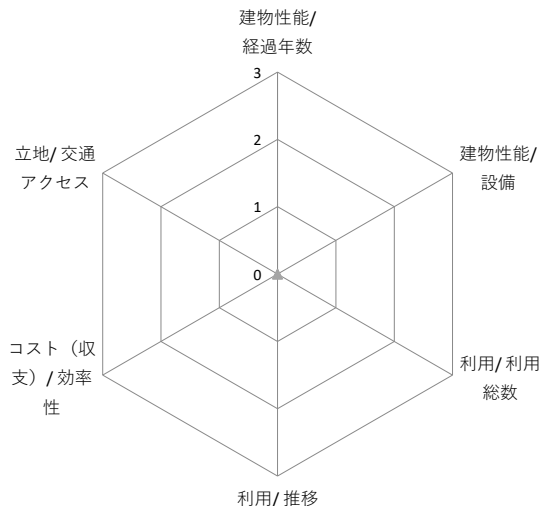 建物性能/
経過年数
3
立地/ 交通
アクセス
建物性能/
設備
2
1
0
コスト（収
支）/ 効率
性
利用/ 利用
総数
利用/ 推移